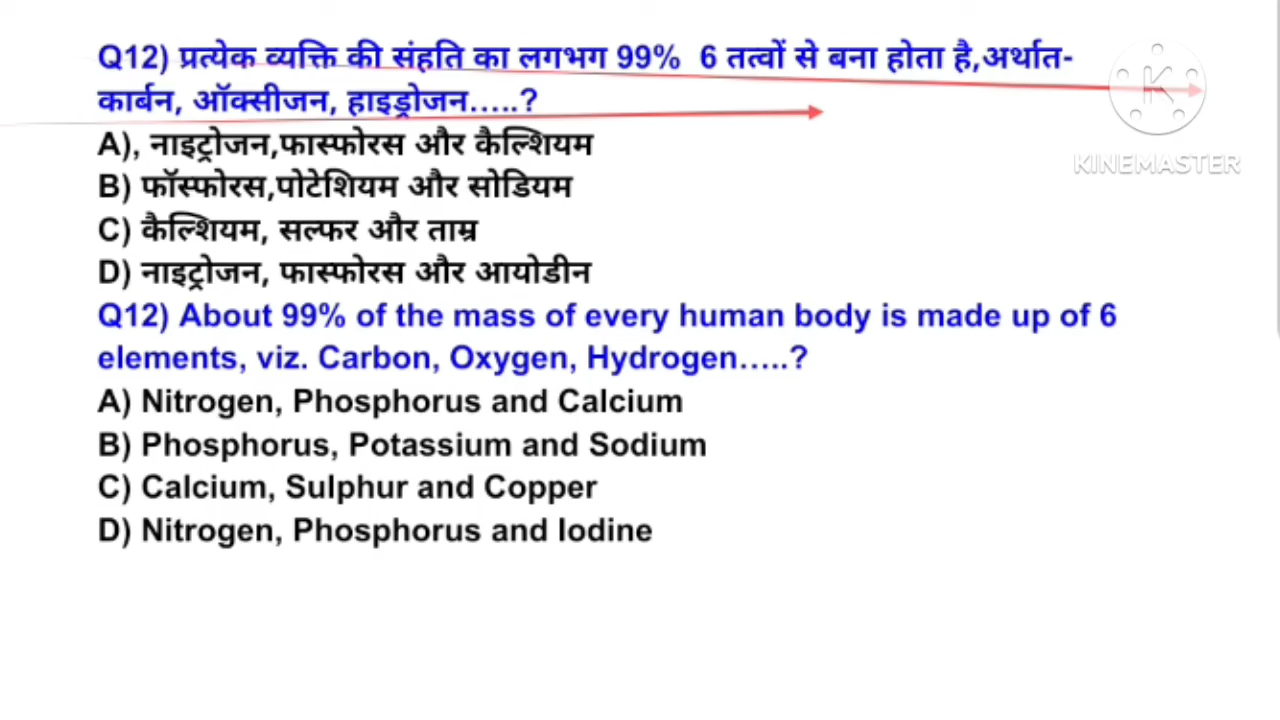 Q12) प्रत्येक व्यक्ति की संहति का लगभग 99% 6 तत्वों से बना होता है,अर्थात-
कार्बन, ऑक्सीजन, हाइड्रोजन…..?
A), नाइट्रोजन,फास्फोरस और कैल्शियम
B) फॉस्फोरस,पोटेशियम और सोडियम
C) कैल्शियम, सल्फर और ताम्र
D) नाइट्रोजन, फास्फोरस और आयोडीन
Q12) About 99% of the mass of every human body is made up of 6
elements, viz. Carbon, Oxygen, Hydrogen…..?
A) Nitrogen, Phosphorus and Calcium
B) Phosphorus, Potassium and Sodium
C) Calcium, Sulphur and Copper
D) Nitrogen, Phosphorus and Iodine
K
KINEMASTER